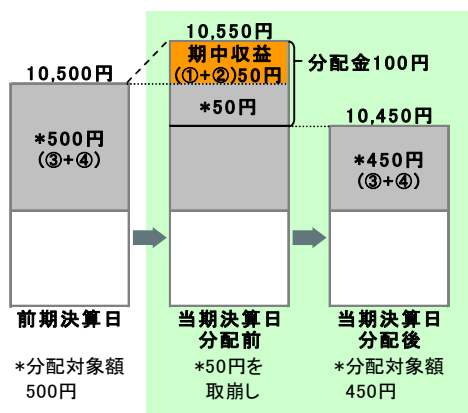 10,500円
*500円
(③+④)
前期決算日
*分配対象額
500円
10,550円
期中収益
(①+②)50円
*50円
分配金100円
当期決算日
分配前
*50円を
取崩し
10,450円
*450円
(③+④)
当期決算日
分配後
*分配対象額
450円